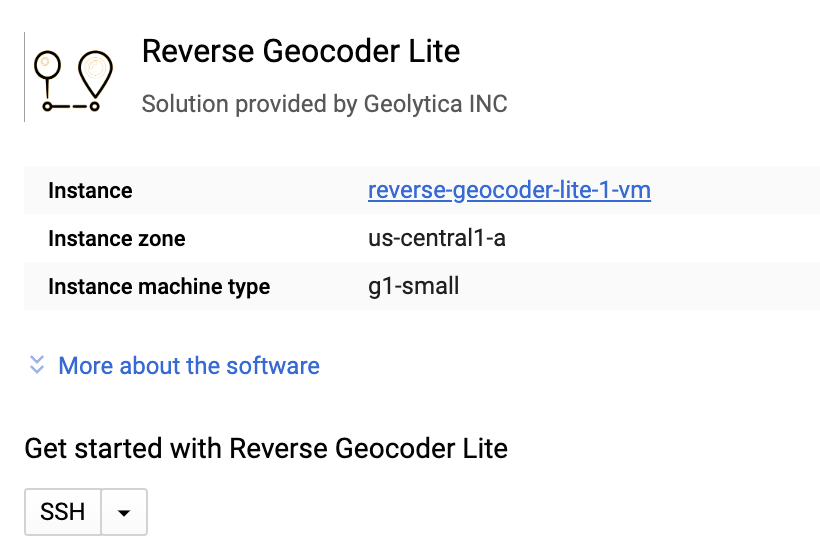 Reverse Geocoder Lite
Solution provided by Geolytica INC
Instance reverse-geocoder-lite-1-vm
Instance zone us-central1-a
Instance machine type g1-small
More about the software
Get started with Reverse Geocoder Lite
SSH